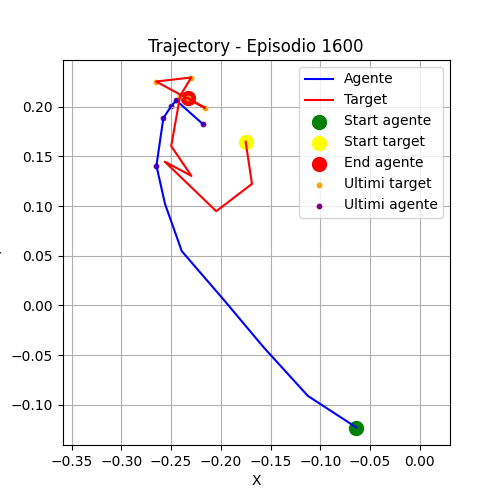 Trajectory - Episodio 1600
Agente
Target
Start agente
Start target
End agente
Ultimi target
Ultimi agente
0.20
0.15
0.10
0.05
0.00
−0.05
−0.10
−0.35 −0.30 −0.25 −0.20 −0.15 −0.10 −0.05 0.00
X